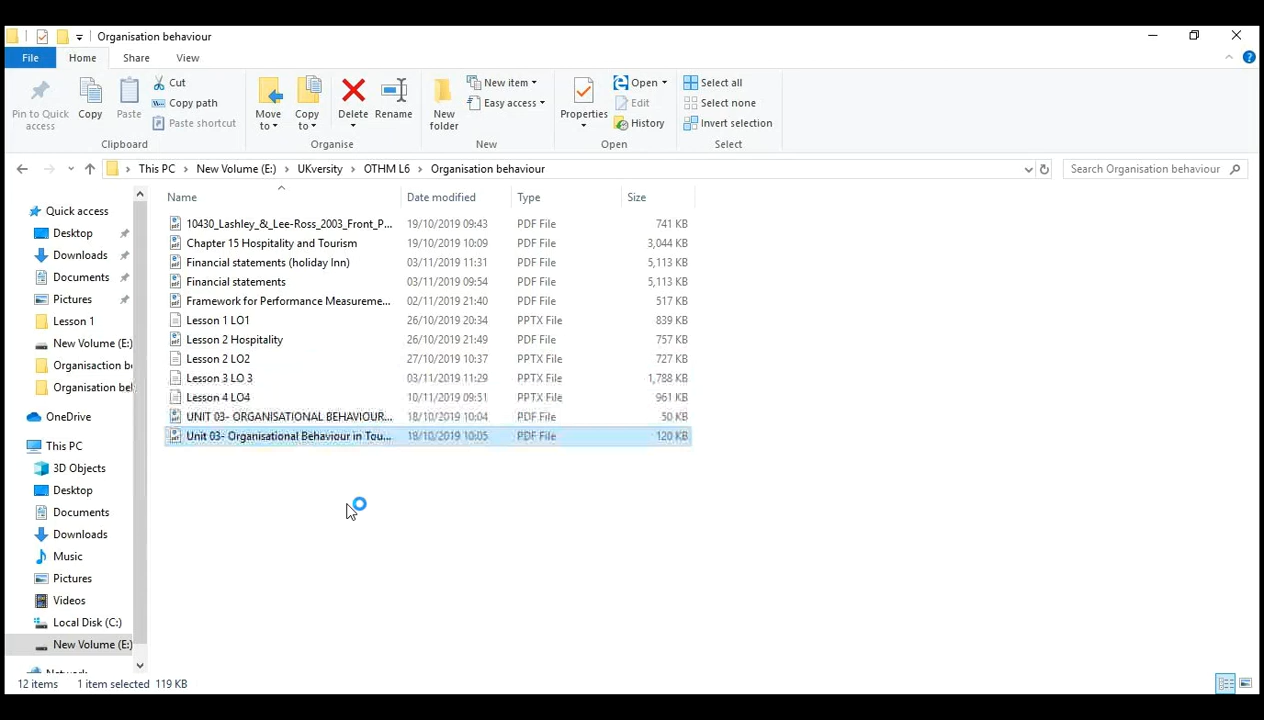 Organisation behaviour
File Home Share View
Pin to Quick access
Copy
Paste
Cut
Copy path
Paste shortcut
Clipboard
Move to
Copy to
Delete
Rename
Organise
New folder
New item
Easy access
New
Properties
Open
Edit
History
Open
Select all
Select none
Invert selection
Select
This PC > New Volume (E:) > UKversity > OTHM L6 > Organisation behaviour
Search Organisation behaviour
Quick access
Desktop
Downloads
Documents
Pictures
Lesson 1
New Volume (E:)
Organisaction be
Organisation beh
OneDrive
This PC
3D Objects
Desktop
Documents
Downloads
Music
Pictures
Videos
Local Disk (C:)
New Volume (E:)
Network
Name Date modified Type Size
10430_Lashley_&_Lee-Ross_2003_Front_P... 19/10/2019 09:43 PDF File 741 KB
Chapter 15 Hospitality and Tourism 19/10/2019 10:09 PDF File 3,044 KB
Financial statements (holiday Inn) 03/11/2019 11:31 PDF File 5,113 KB
Financial statements 03/11/2019 09:54 PDF File 5,113 KB
Framework for Performance Measureme... 02/11/2019 21:40 PDF File 517 KB
Lesson 1 LO1 26/10/2019 20:34 PPTX File 839 KB
Lesson 2 Hospitality 26/10/2019 21:49 PDF File 757 KB
Lesson 2 LO2 27/10/2019 10:37 PPTX File 727 KB
Lesson 3 LO 3 03/11/2019 11:29 PPTX File 1,788 KB
Lesson 4 LO4 10/11/2019 09:51 PPTX File 961 KB
UNIT 03- ORGANISATIONAL BEHAVIOUR... 18/10/2019 10:04 PDF File 50 KB
Unit 03- Organisational Behaviour in Tou... 18/10/2019 10:05 PDF File 120 KB
12 items 1 item selected 119 KB